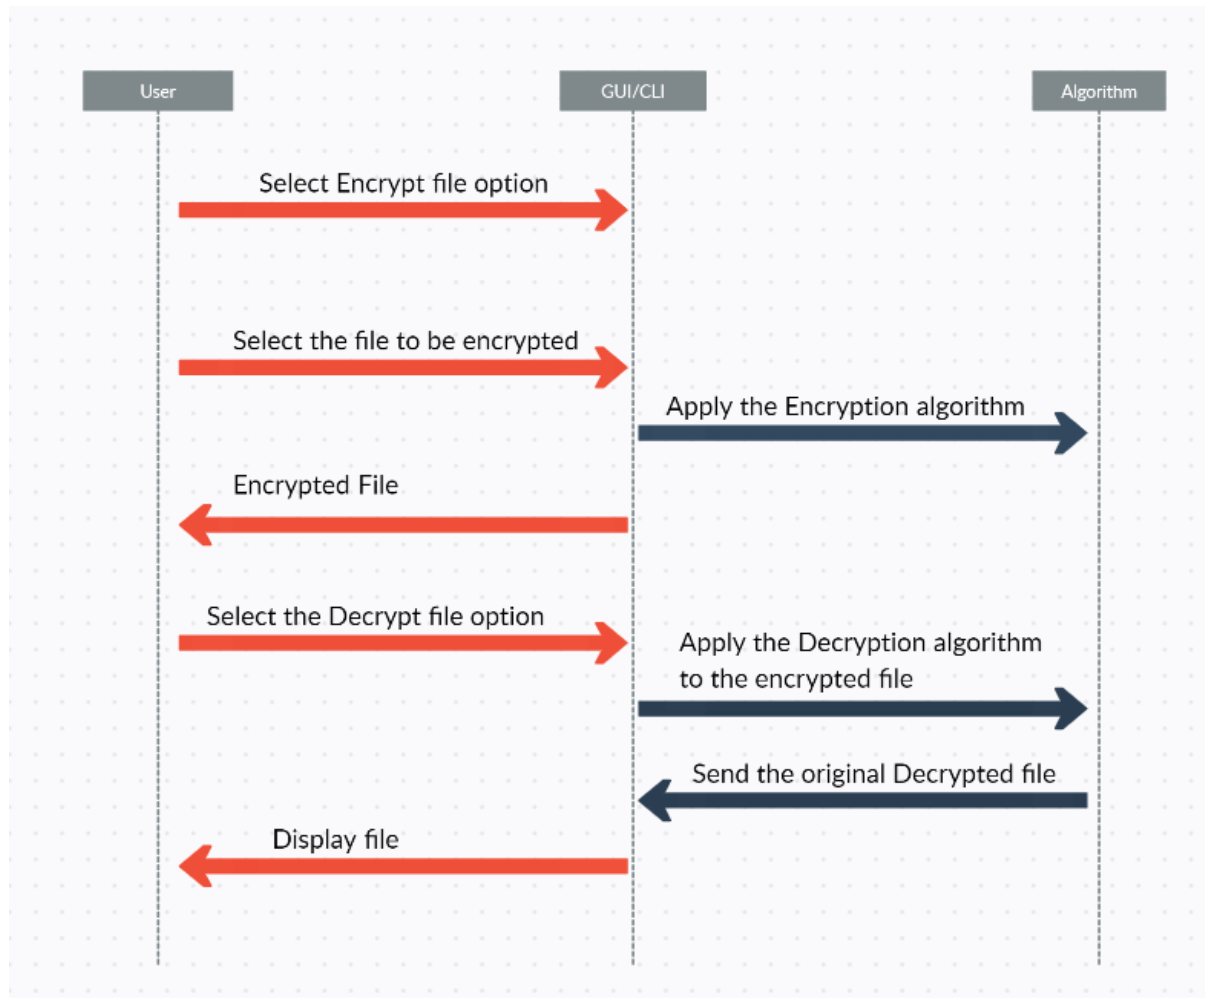 User
GUI/CLI
Algorithm
Select Encrypt file option
Select the file to be encrypted
Apply the Encryption algorithm
Encrypted File
Select the Decrypt file option
Apply the Decryption algorithm
to the encrypted file
Send the original Decrypted file
Display file